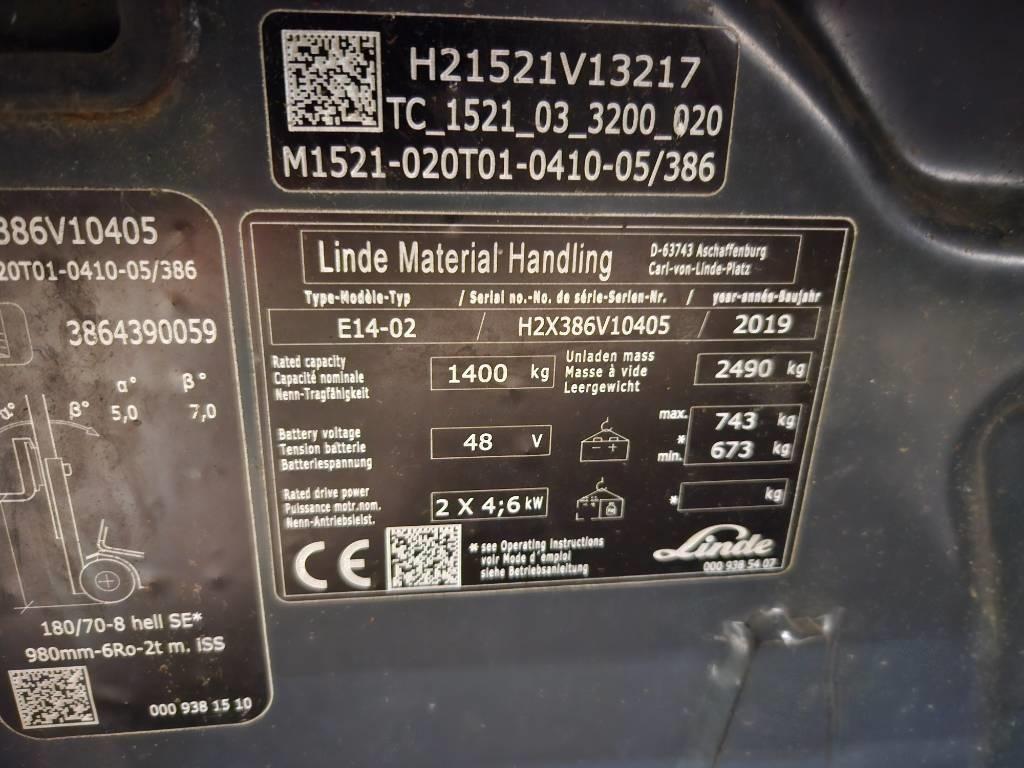 H21521V13217
TC_1521_03_3200_020
M1521-020T01-0410-05/386
386V10405
20T01-0410-05/386
3864390059
α° β°
α° β° 5,0 7,0
180/70-8 hell SE*
980mm-6Ro-2t m. iSS
000 938 15 10
Linde Material Handling
D-63743 Aschaffenburg
Carl-von-Linde-Platz
Type-Modèle-Typ / Serial no.-No. de série-Serien-Nr. / year-année-Baujahr
E14-02 / H2X386V10405 / 2019
Rated capacity
Capacité nominale
Nenn-Tragfähigkeit
1400 kg
Unladen mass
Masse à vide
Leergewicht
2490 kg
Battery voltage
Tension batterie
Batteriespannung
48 V
- +
max. 743 kg
*
min. 673 kg
Rated drive power
Puissance motr.nom.
Nenn-Antriebsleist.
2 X 4;6 kW
* kg
CE
* see Operating Instructions
voir Mode d'emploi
siehe Betriebsanleitung
Linde
000 938 54 07